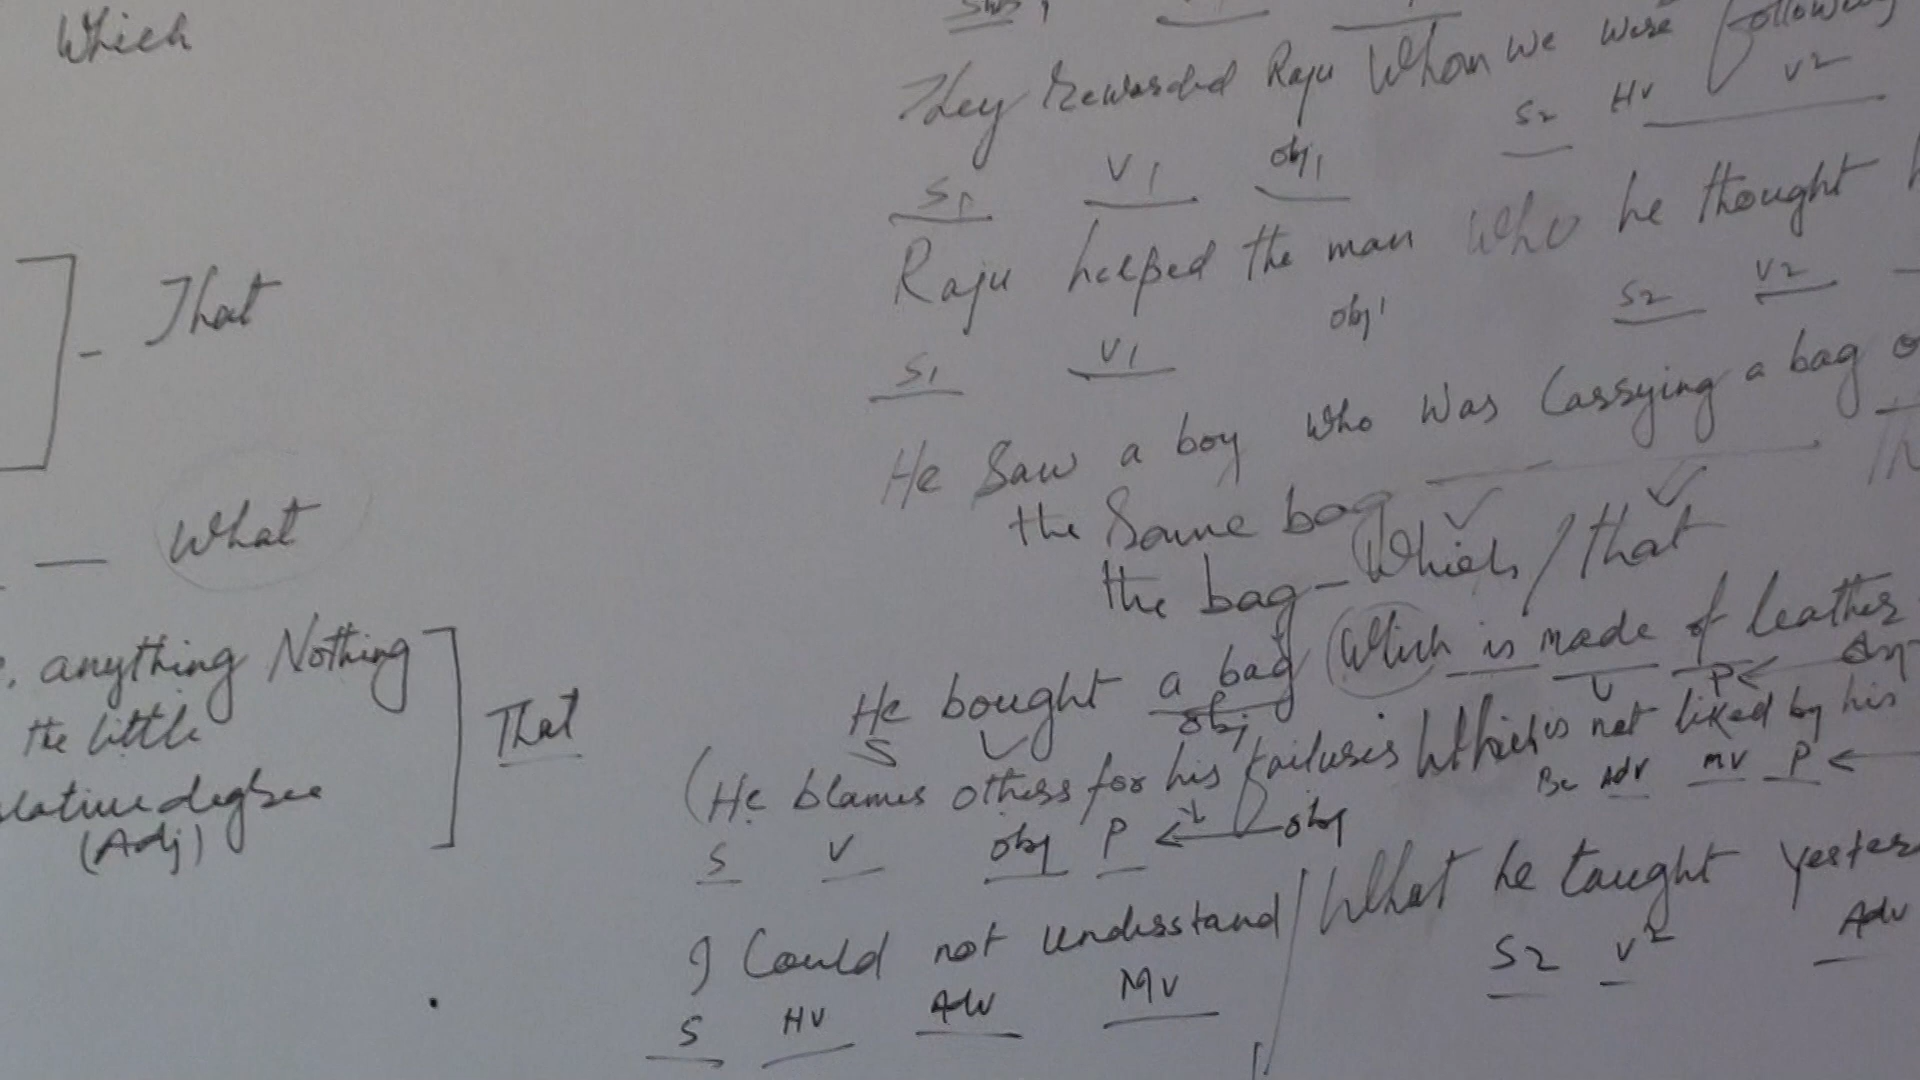 Which
They rewarded Raju whom we were following
S2 HV V2
S1 V1 obj1
Raju helped the man who he thought
obj1 S2 V2
S1 V1
He Saw a boy who was carrying a bag
the Same bag
the bag - which / that
He bought a bag which is made of leather
S V obj V P
(He blames others for his failures which is not liked by his
Be Adv MV P
S V obj P obj
I Could not understand / What he taught yester
S2 V2 Adv
S HV Adv MV
- That
What
anything Nothing
the little
That
degree
(Adj)